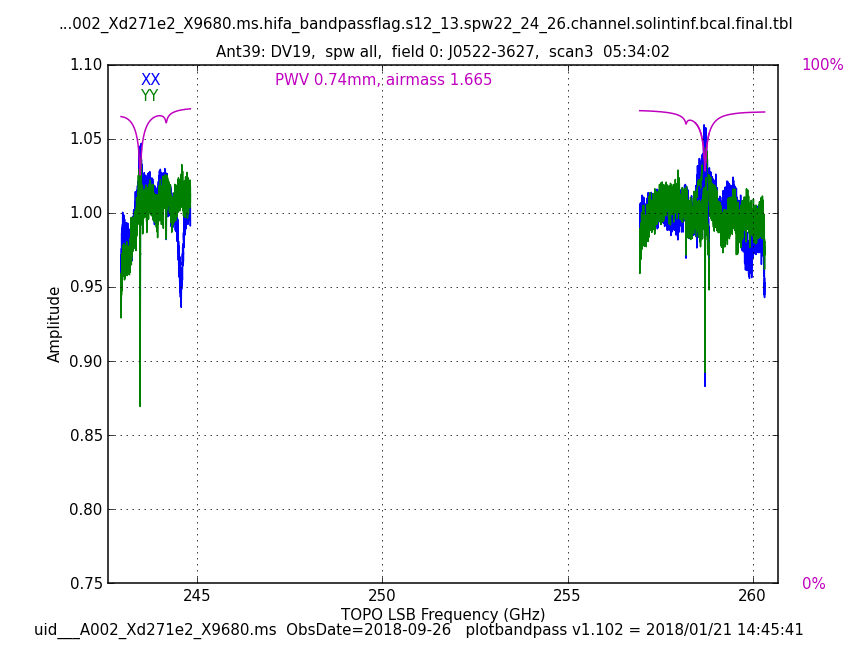 ...002_Xd271e2_X9680.ms.hifa_bandpassflag.s12_13.spw22_24_26.channel.solintinf.bcal.final.tbl
Ant39: DV19,  spw all,  field 0: J0522-3627,  scan3  05:34:02
XX
YY
PWV 0.74mm, airmass 1.665
100%
0%
1.10
1.05
1.00
0.95
0.90
0.85
0.80
0.75
Amplitude
245
250
255
260
TOPO LSB Frequency (GHz)
uid___A002_Xd271e2_X9680.ms  ObsDate=2018-09-26   plotbandpass v1.102 = 2018/01/21 14:45:41